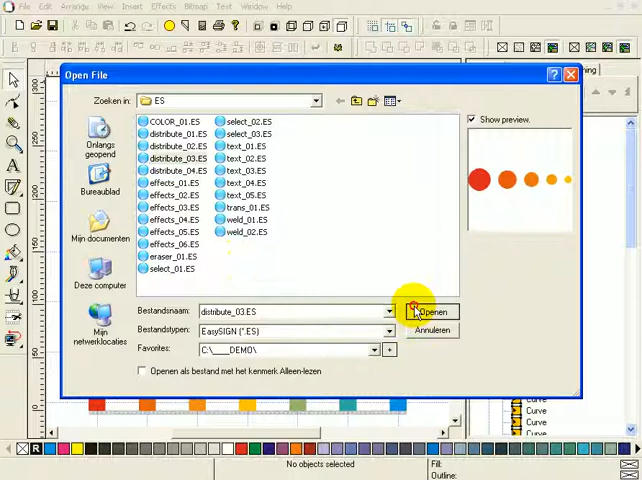 File Edit Arrange View Insert Effects Bitmap Test Window Help
Open File
Zoeken in: ES
Onlangs geopend
Bureaublad
Mijn documenten
Deze computer
Mijn netwerklocaties
COLOR_01.ES
distribute_01.ES
distribute_02.ES
distribute_03.ES
distribute_04.ES
effects_01.ES
effects_02.ES
effects_03.ES
effects_04.ES
effects_05.ES
effects_06.ES
eraser_01.ES
select_01.ES
select_02.ES
select_03.ES
text_01.ES
text_02.ES
text_03.ES
text_04.ES
text_05.ES
trans_01.ES
weld_01.ES
weld_02.ES
Show preview.
Bestandsnaam: distribute_03.ES Openen
Bestandstypen: EasySIGN (*.ES) Annuleren
Favorites: C:\____DEMO\ +
Openen als bestand met het kenmerk Alleen-lezen
Curve
Curve
Curve
Curve
No objects selected
Fill:
Outline: